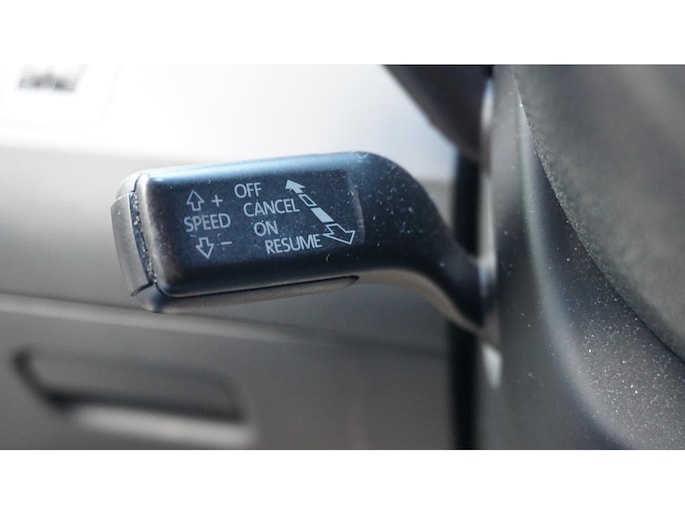 +
SPEED
−
OFF
CANCEL
ON
RESUME